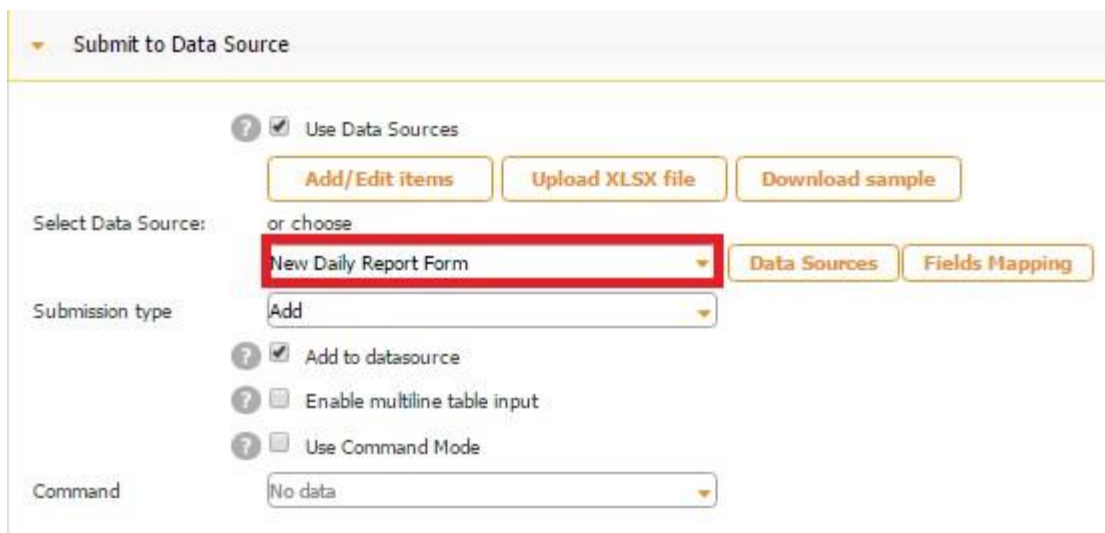 Submit to Data Source
? Use Data Sources
Add/Edit items Upload XLSX file Download sample
Select Data Source: or choose
New Daily Report Form Data Sources Fields Mapping
Submission type Add
? Add to datasource
? Enable multiline table input
? Use Command Mode
Command No data